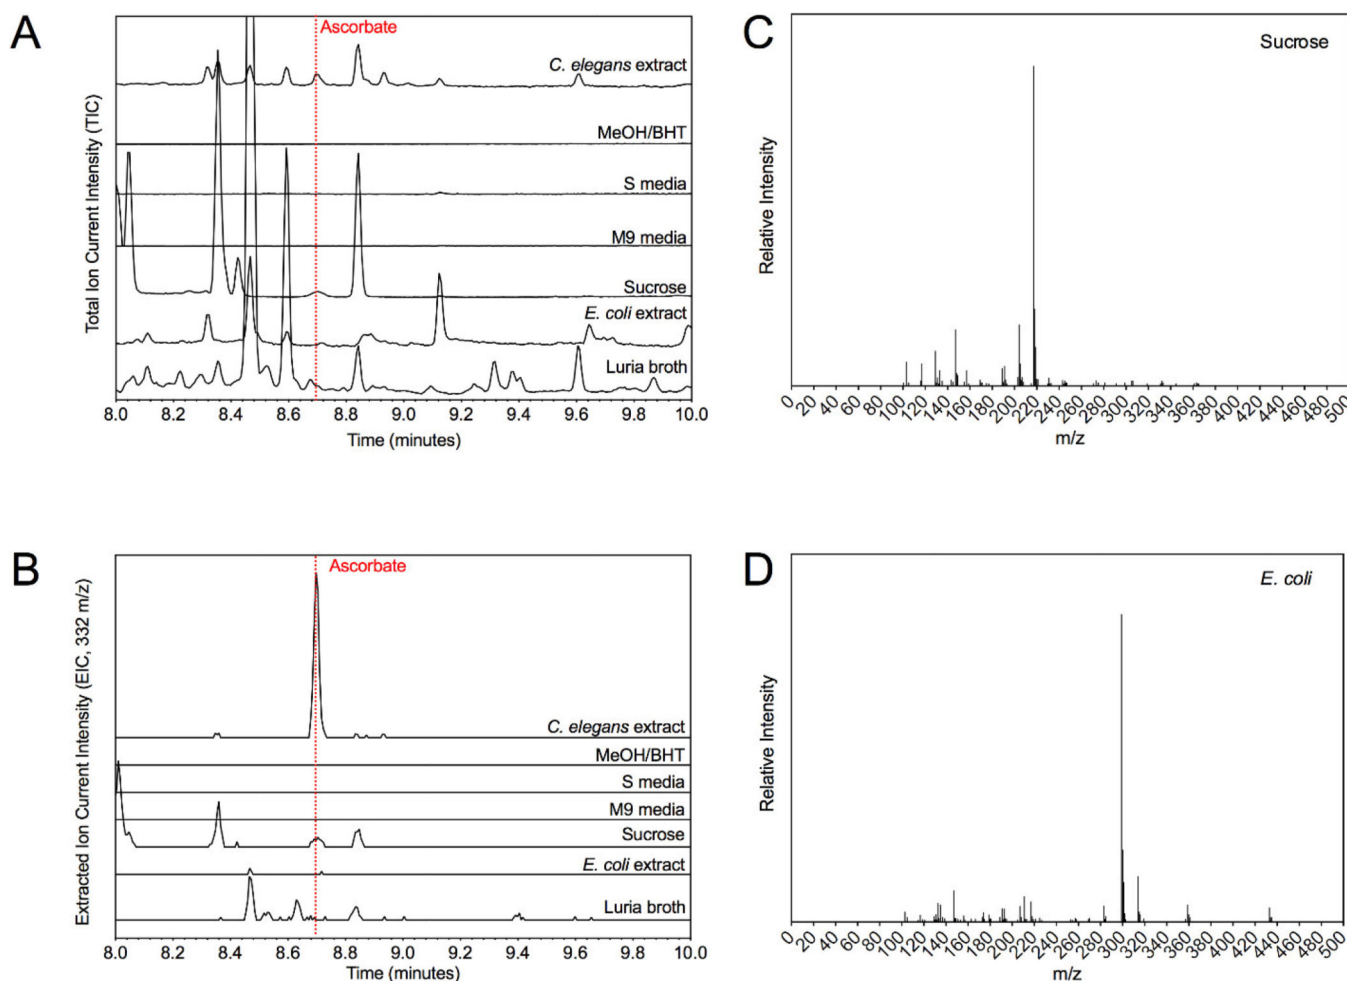 A
Total Ion Current Intensity (TIC)
Ascorbate
C. elegans extract
MeOH/BHT
S media
M9 media
Sucrose
E. coli extract
Luria broth
8.0 8.2 8.4 8.6 8.8 9.0 9.2 9.4 9.6 9.8 10.0
Time (minutes)
C
Sucrose
Relative Intensity
0 20 40 60 80 100 120 140 160 180 200 220 240 260 280 300 320 340 360 380 400 420 440 460 480 500
m/z
B
Extracted Ion Current Intensity (EIC, 332 m/z)
Ascorbate
C. elegans extract
MeOH/BHT
S media
M9 media
Sucrose
E. coli extract
Luria broth
8.0 8.2 8.4 8.6 8.8 9.0 9.2 9.4 9.6 9.8 10.0
Time (minutes)
D
E. coli
Relative Intensity
0 20 40 60 80 100 120 140 160 180 200 220 240 260 280 300 320 340 360 380 400 420 440 460 480 500
m/z